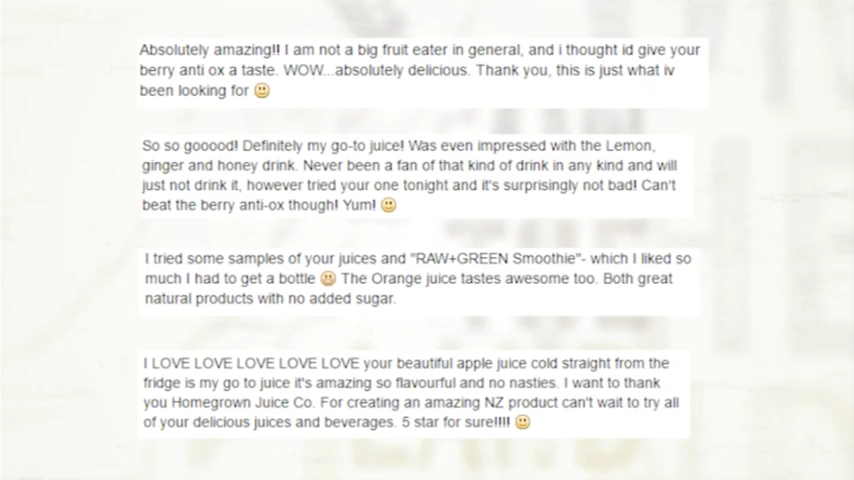 Absolutely amazing!! I am not a big fruit eater in general, and i thought id give your
berry anti ox a taste. WOW...absolutely delicious. Thank you, this is just what iv
been looking for 🙂
So so gooood! Definitely my go-to juice! Was even impressed with the Lemon,
ginger and honey drink. Never been a fan of that kind of drink in any kind and will
just not drink it, however tried your one tonight and it's surprisingly not bad! Can't
beat the berry anti-ox though! Yum! 🙂
I tried some samples of your juices and "RAW+GREEN Smoothie"- which I liked so
much I had to get a bottle 😀 The Orange juice tastes awesome too. Both great
natural products with no added sugar.
I LOVE LOVE LOVE LOVE LOVE your beautiful apple juice cold straight from the
fridge is my go to juice it's amazing so flavourful and no nasties. I want to thank
you Homegrown Juice Co. For creating an amazing NZ product can't wait to try all
of your delicious juices and beverages. 5 star for sure!!!! 🙂